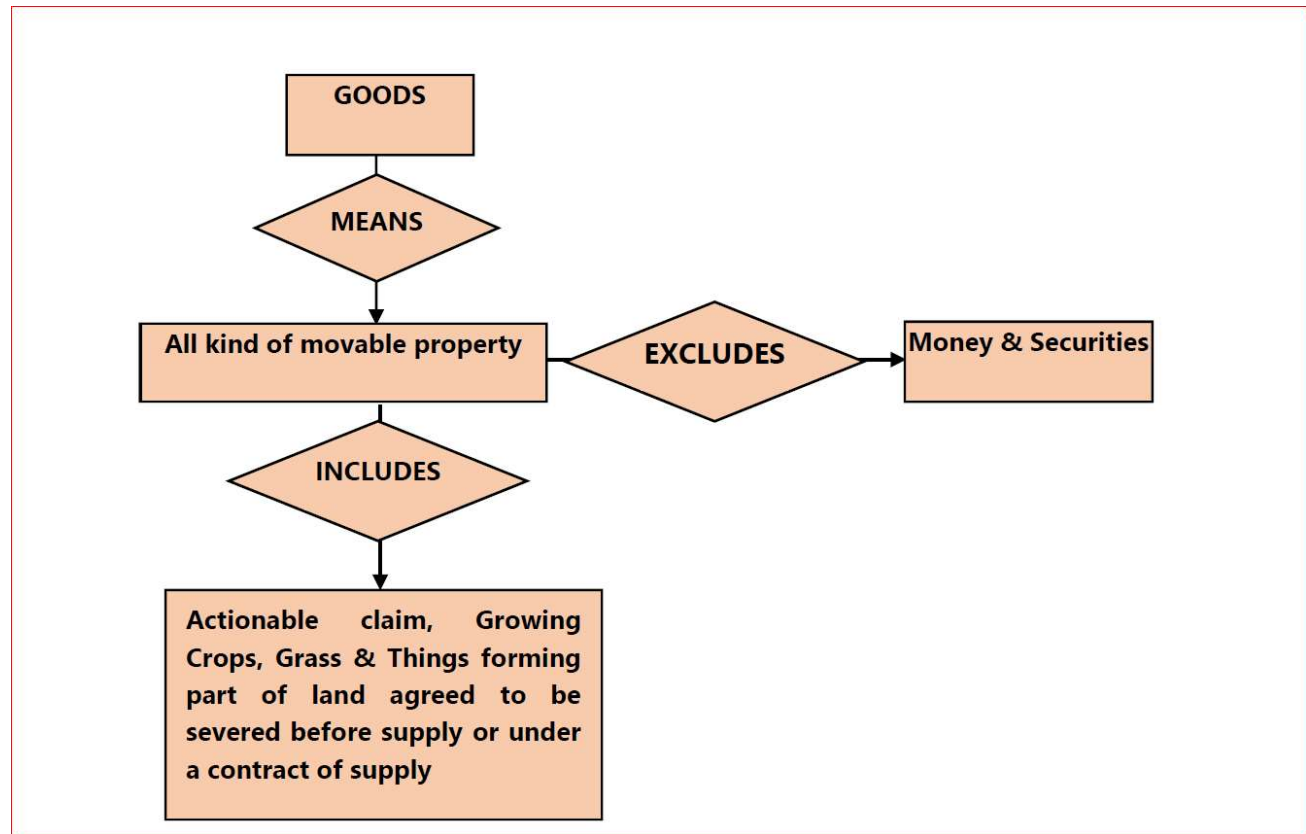 GOODS
MEANS
All kind of movable property
EXCLUDES
Money & Securities
INCLUDES
Actionable claim, Growing
Crops, Grass & Things forming
part of land agreed to be
severed before supply or under
a contract of supply